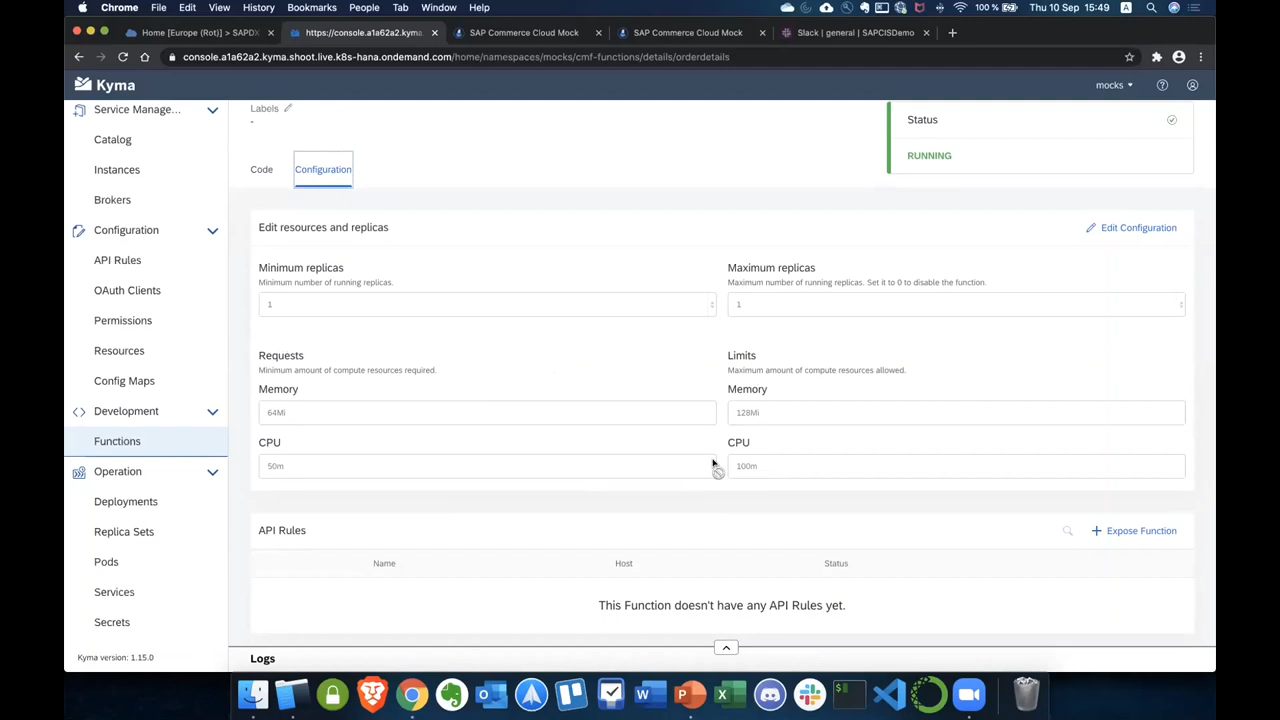 Chrome File Edit View History Bookmarks People Tab Window Help 100 % Thu 10 Sep 15:49 A
Home [Europe (Rot)] > SAPDX
https://console.a1a62a2.kyma.
SAP Commerce Cloud Mock
SAP Commerce Cloud Mock
Slack | general | SAPCISDemo
console.a1a62a2.kyma.shoot.live.k8s-hana.ondemand.com/home/namespaces/mocks/cmf-functions/details/orderdetails
Kyma
mocks
Service Manage...
Catalog
Instances
Brokers
Configuration
API Rules
OAuth Clients
Permissions
Resources
Config Maps
Development
Functions
Operation
Deployments
Replica Sets
Pods
Services
Secrets
Kyma version: 1.15.0
Labels
-
Status
RUNNING
Code Configuration
Edit resources and replicas
Edit Configuration
Minimum replicas
Minimum number of running replicas.
1
Maximum replicas
Maximum number of running replicas. Set it to 0 to disable the function.
1
Requests
Minimum amount of compute resources required.
Memory
64Mi
CPU
50m
Limits
Maximum amount of compute resources allowed.
Memory
128Mi
CPU
100m
API Rules
Expose Function
Name Host Status
This Function doesn't have any API Rules yet.
Logs